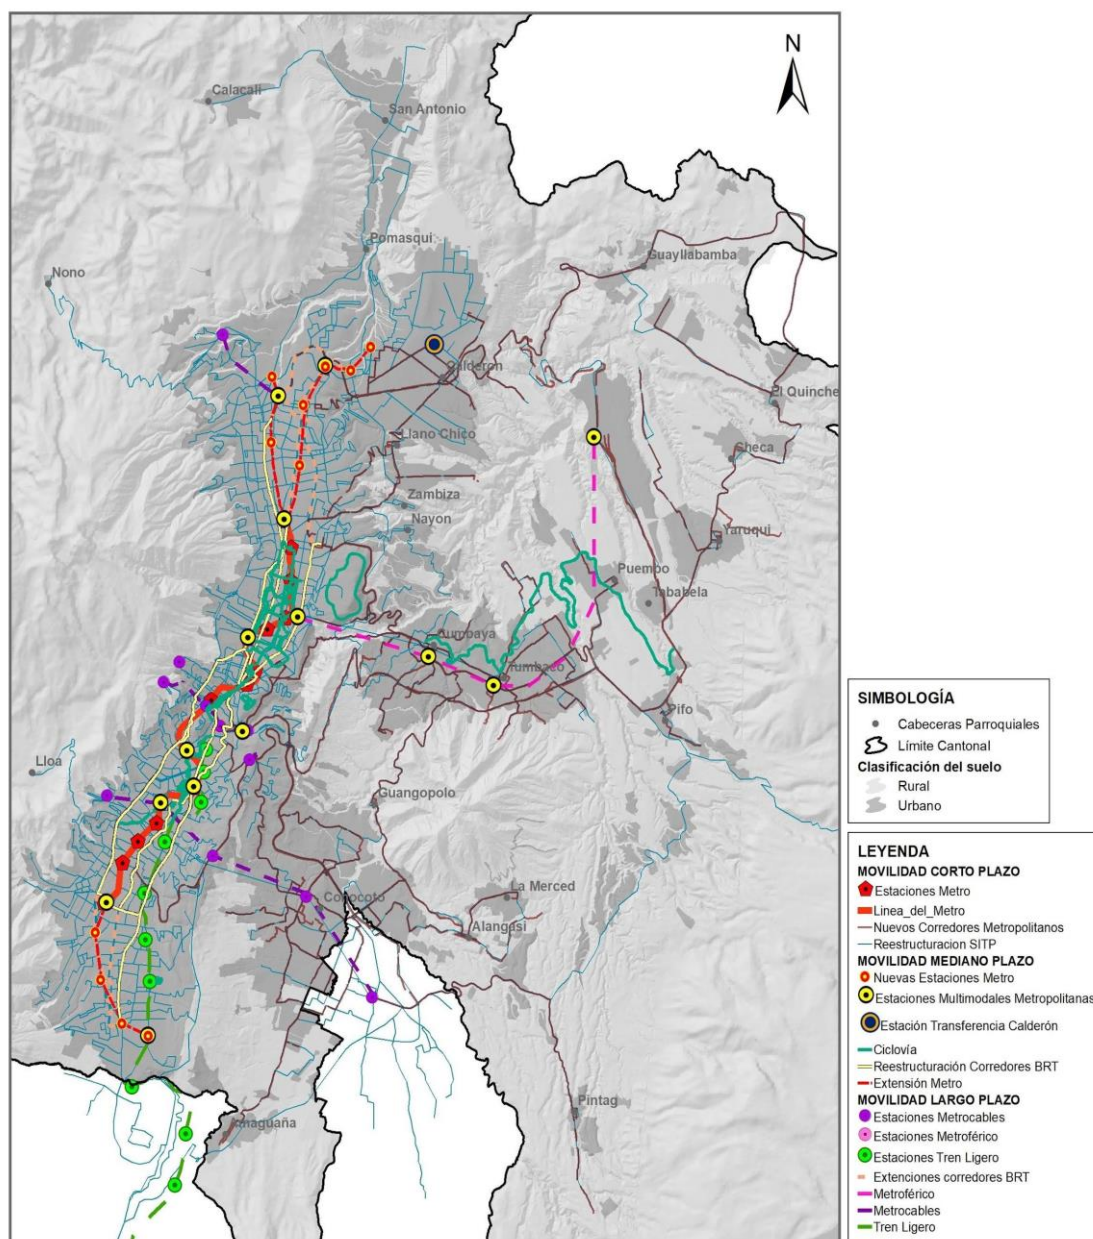 N
Calacali
San Antonio
Pomasqui
Guayllabamba
Nono
Calderon
El Quinche
Llano Chico
Checa
Zambiza
Nayon
Yaruqui
Puembo
Tababela
Cumbaya
Tumbaco
Pifo
Lloa
Guangopolo
La Merced
Conocoto
Alangasi
Pintag
Amaguaña
SIMBOLOGÍA
Cabeceras Parroquiales
Límite Cantonal
Clasificación del suelo
Rural
Urbano
LEYENDA
MOVILIDAD CORTO PLAZO
Estaciones Metro
Linea_del_Metro
Nuevos Corredores Metropolitanos
Reestructuracion SITP
MOVILIDAD MEDIANO PLAZO
Nuevas Estaciones Metro
Estaciones Multimodales Metropolitanas
Estación Transferencia Calderón
Ciclovía
Reestructuración Corredores BRT
Extensión Metro
MOVILIDAD LARGO PLAZO
Estaciones Metrocables
Estaciones Metroférico
Estaciones Tren Ligero
Extenciones corredores BRT
Metroférico
Metrocables
Tren Ligero